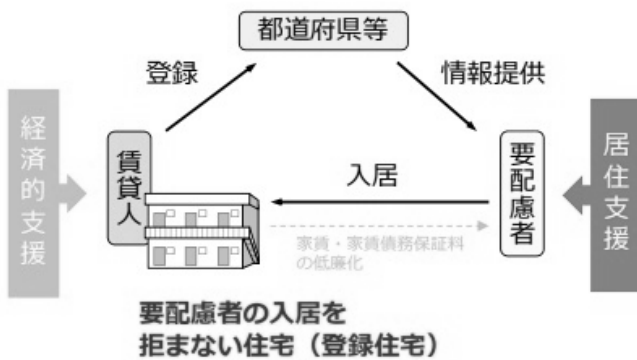 都道府県等
登録
情報提供
経済的支援
賃貸人
入居
要配慮者
居住支援
家賃・家賃債務保証料
の低廉化
要配慮者の入居を
拒まない住宅（登録住宅）